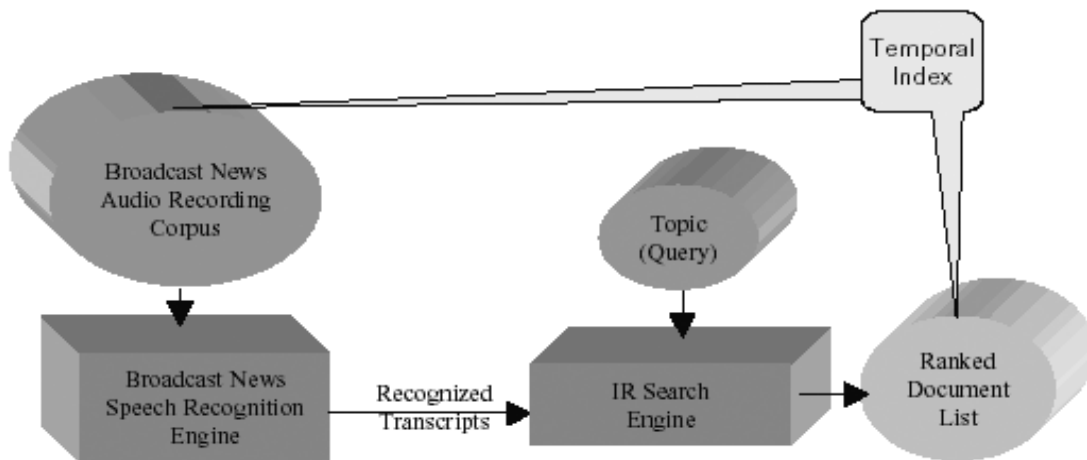 Temporal
Index
Broadcast News
Audio Recording
Corpus
Topic
(Query)
Broadcast News
Speech Recognition
Engine
Recognized
Transcripts
IR Search
Engine
Ranked
Document
List